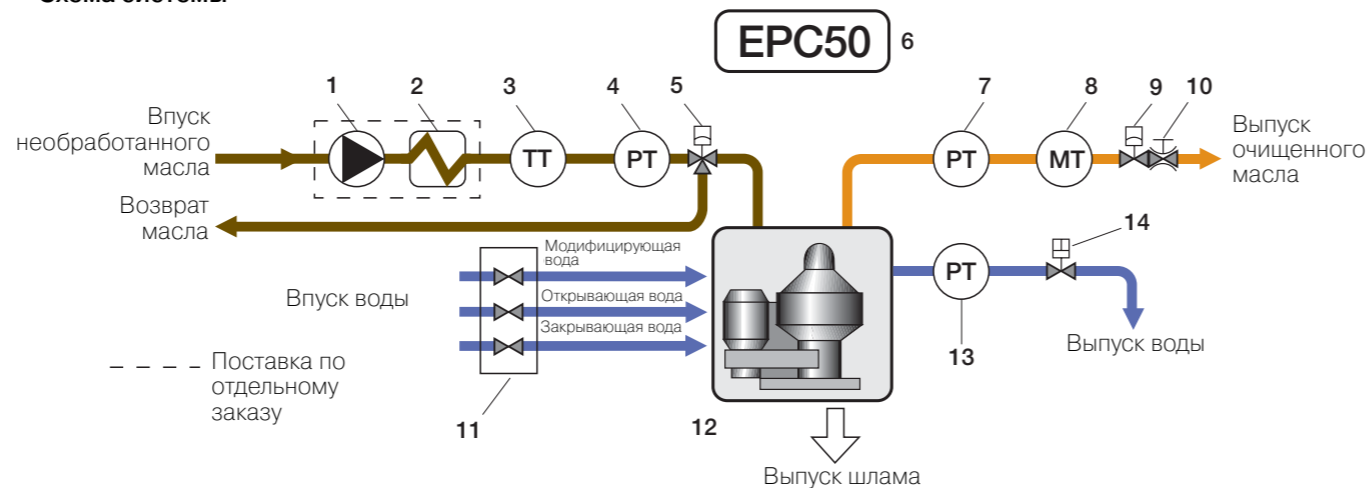 Схема системы
EPC50 6
1 2 3 4 5 7 8 9 10
Впуск
необработанного
масла
TT PT PT MT
Выпуск
очищенного
масла
Возврат
масла
14
Модифицирующая
вода
PT
Впуск воды
Открывающая вода
Закрывающая вода
13
Выпуск воды
Поставка по
отдельному
заказу
11 12
Выпуск шлама